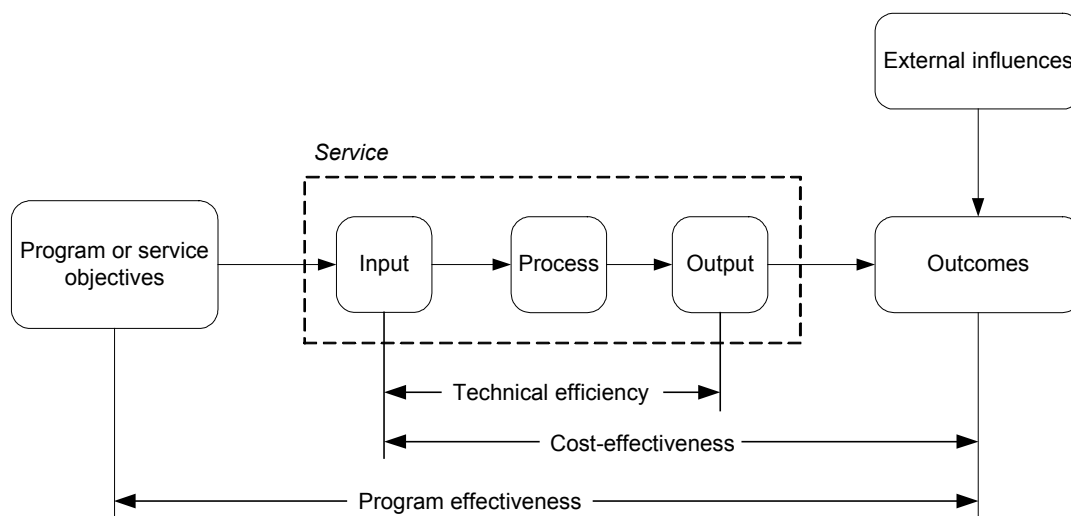 External influences
Service
Program or service
objectives
Input
Process
Output
Outcomes
Technical efficiency
Cost-effectiveness
Program effectiveness